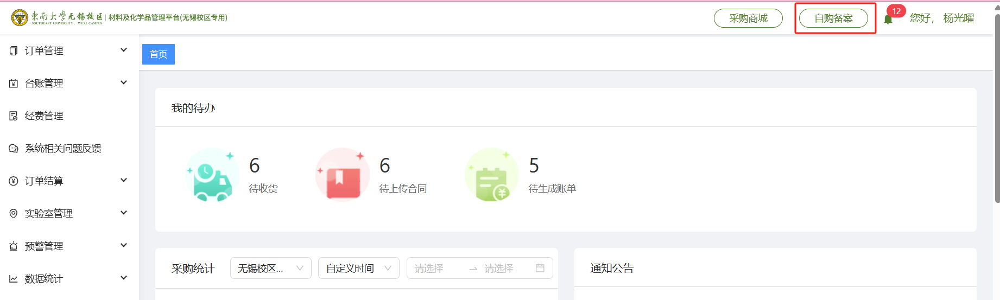 東南大學无锡校区 | 材料及化学品管理平台(无锡校区专用)
SOUTHEAST UNIVERSITY, WUXI CAMPUS
采购商城
自购备案
12
您好， 杨光曜
订单管理
台账管理
经费管理
系统相关问题反馈
订单结算
实验室管理
预警管理
数据统计
首页
我的待办
6
待收货
6
待上传合同
5
待生成账单
采购统计
无锡校区...
自定义时间
请选择 → 请选择
通知公告